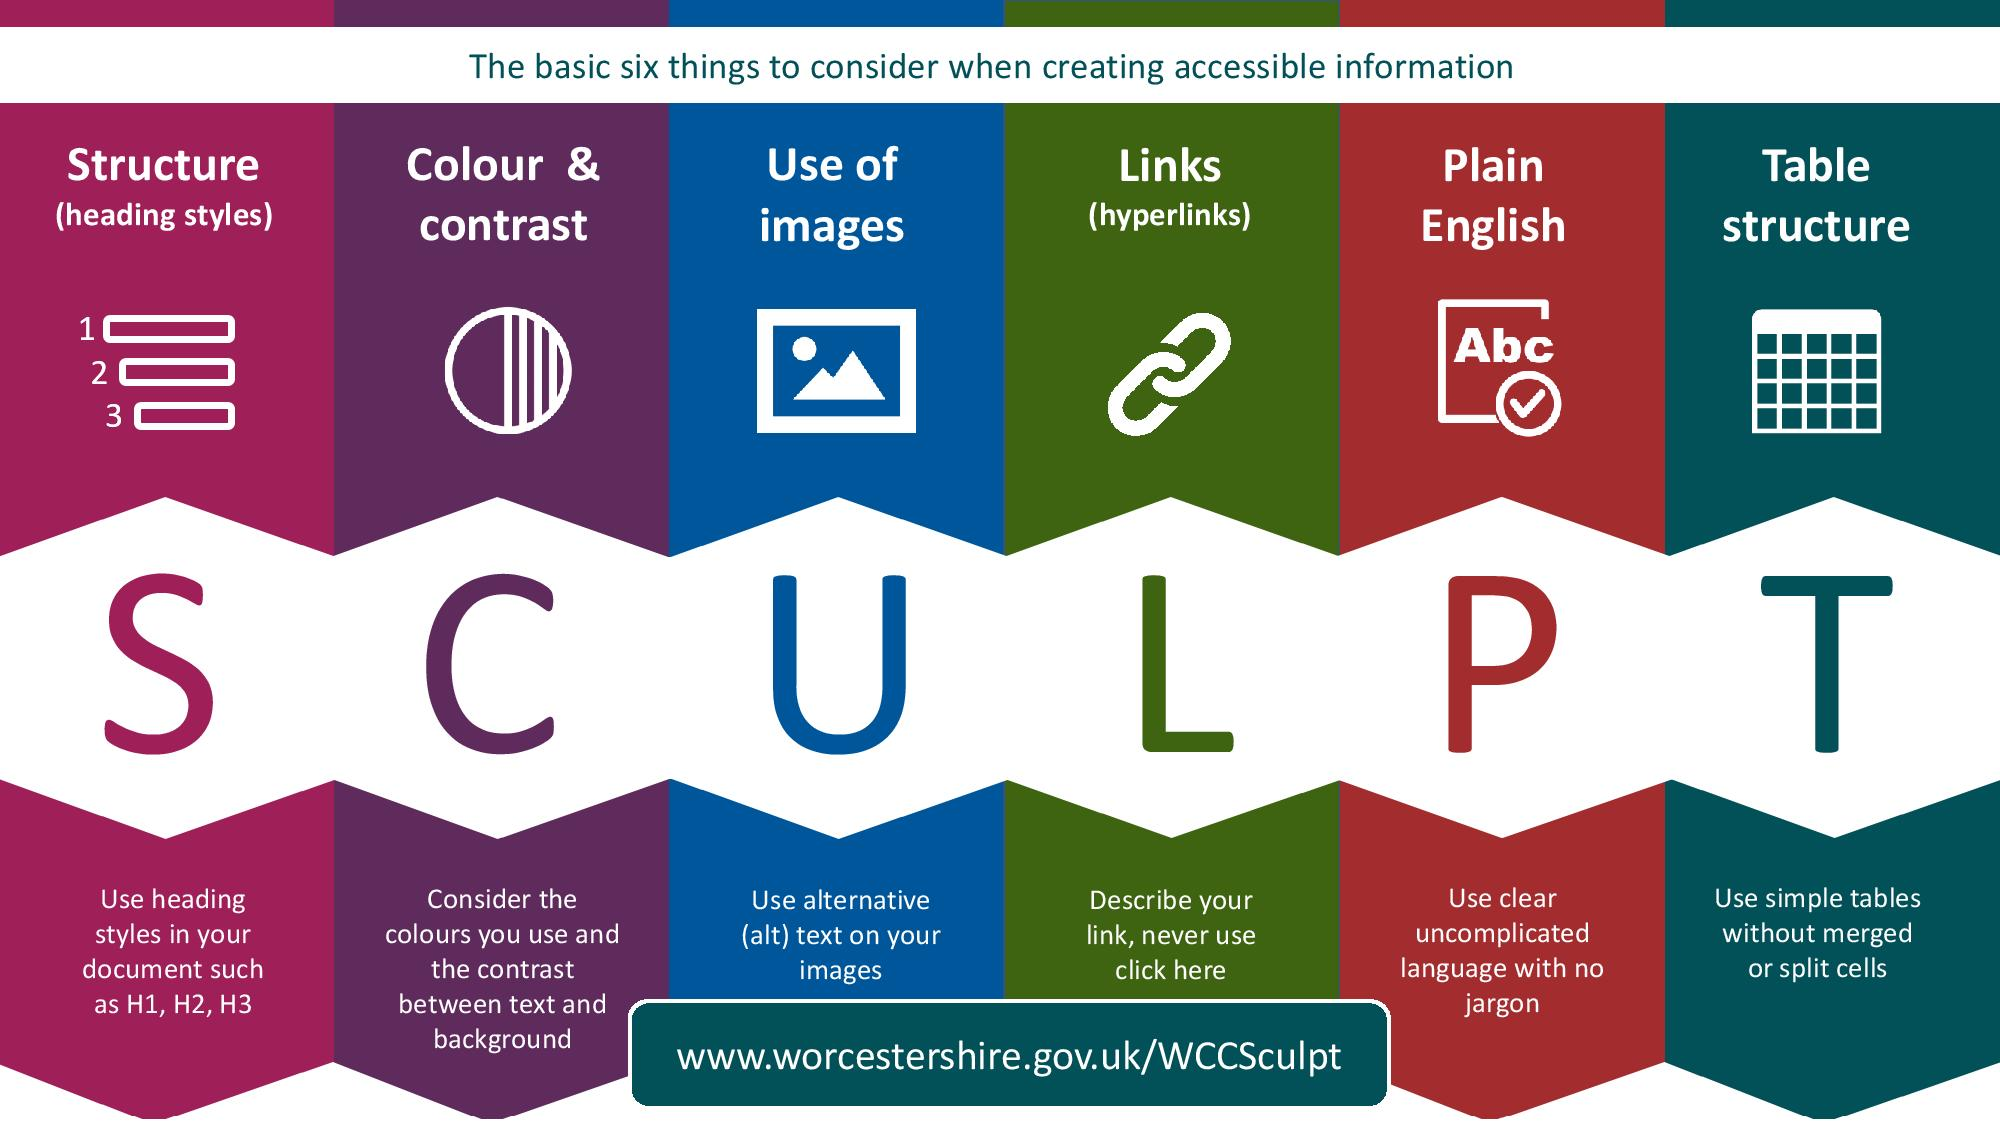 The basic six things to consider when creating accessible information
Structure
(heading styles)
Colour &
contrast
Use of
images
Links
(hyperlinks)
Plain
English
Table
structure
1
2
3
Abc
S C U L P T
Use heading
styles in your
document such
as H1, H2, H3
Consider the
colours you use and
the contrast
between text and
background
Use alternative
(alt) text on your
images
Describe your
link, never use
click here
Use clear
uncomplicated
language with no
jargon
Use simple tables
without merged
or split cells
www.worcestershire.gov.uk/WCCSculpt